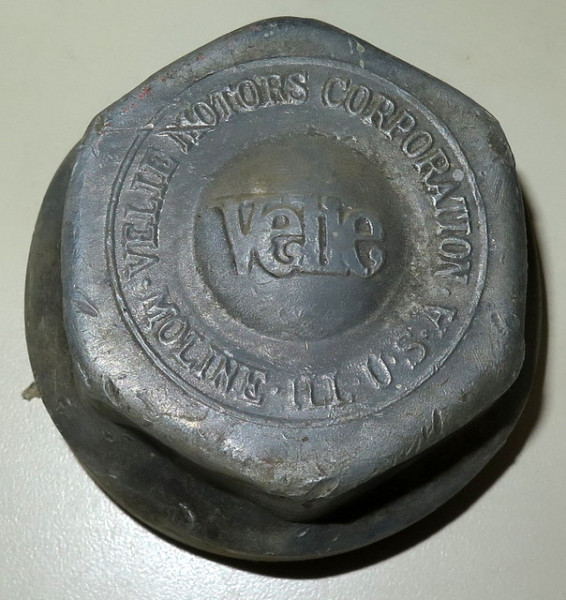 VELIE MOTORS CORPORATION
Velie
· MOLINE · ILL. U · S · A ·